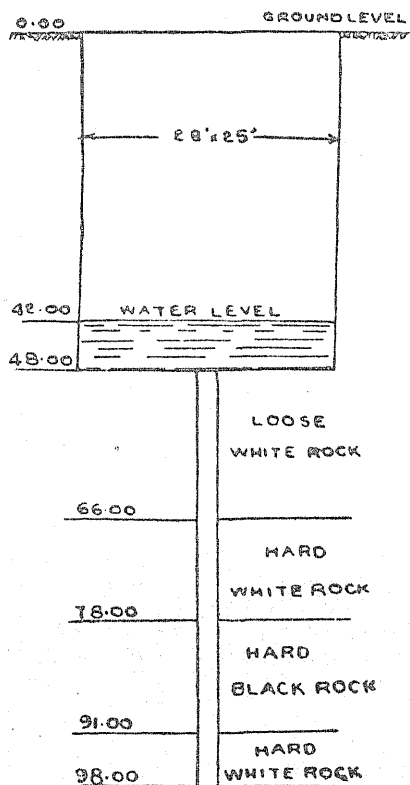 0.00 GROUND LEVEL
28'x25'
42.00 WATER LEVEL
48.00
LOOSE
WHITE ROCK
66.00
HARD
WHITE ROCK
78.00
HARD
BLACK ROCK
91.00
HARD
98.00 WHITE ROCK